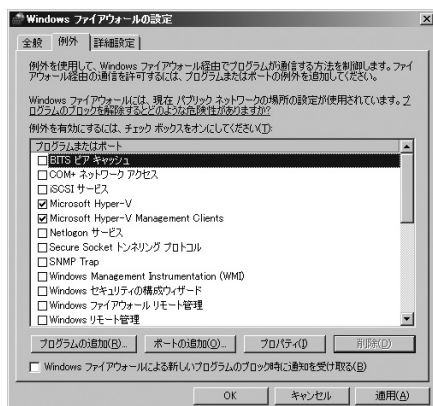 Windows ファイアウォールの設定
全般 例外 詳細設定
例外を使用して、Windows ファイアウォール経由でプログラムが通信する方法を制御します。ファイ
アウォール経由の通信を許可するには、プログラムまたはポートの例外を追加してください。
Windows ファイアウォールには、現在 パブリック ネットワークの場所の設定が使用されています。プ
ログラムのブロックを解除するとどのような危険性がありますか?
例外を有効にするには、チェック ボックスをオンにしてください(T):
プログラムまたはポート
BITS ピア キャッシュ
COM+ ネットワーク アクセス
iSCSI サービス
Microsoft Hyper-V
Microsoft Hyper-V Management Clients
Netlogon サービス
Secure Socket トンネリング プロトコル
SNMP Trap
Windows Management Instrumentation (WMI)
Windows セキュリティの構成ウィザード
Windows ファイアウォール リモート管理
Windows リモート管理
プログラムの追加(R)... ポートの追加(O)... プロパティ(I) 削除(D)
Windows ファイアウォールによる新しいプログラムのブロック時に通知を受け取る(B)
OK キャンセル 適用(A)